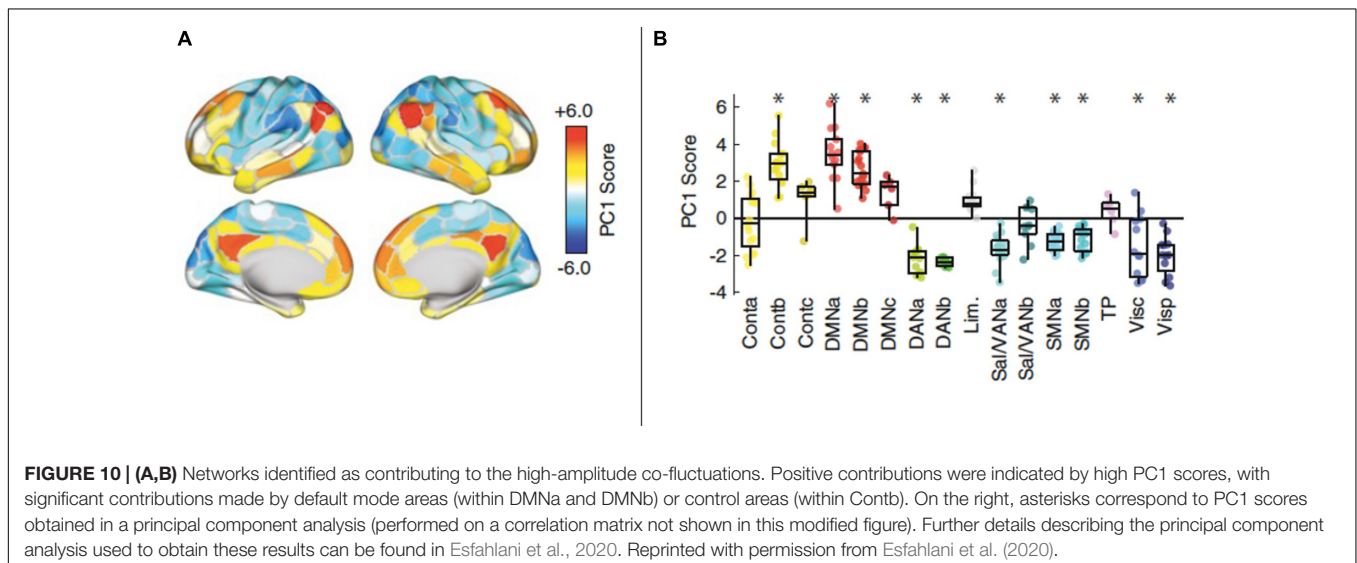 A
B
+6.0
PC1 Score
-6.0
PC1 Score
6
4
2
0
-2
-4
* * * * * * * * * *
Conta
Contb
Contc
DMNa
DMNb
DMNc
DANa
DANb
Lim.
Sal/VANa
Sal/VANb
SMNa
SMNb
TP
Visc
Visp
FIGURE 10 | (A,B) Networks identified as contributing to the high-amplitude co-fluctuations. Positive contributions were indicated by high PC1 scores, with
significant contributions made by default mode areas (within DMNa and DMNb) or control areas (within Contb). On the right, asterisks correspond to PC1 scores
obtained in a principal component analysis (performed on a correlation matrix not shown in this modified figure). Further details describing the principal component
analysis used to obtain these results can be found in Esfahlani et al., 2020. Reprinted with permission from Esfahlani et al. (2020).